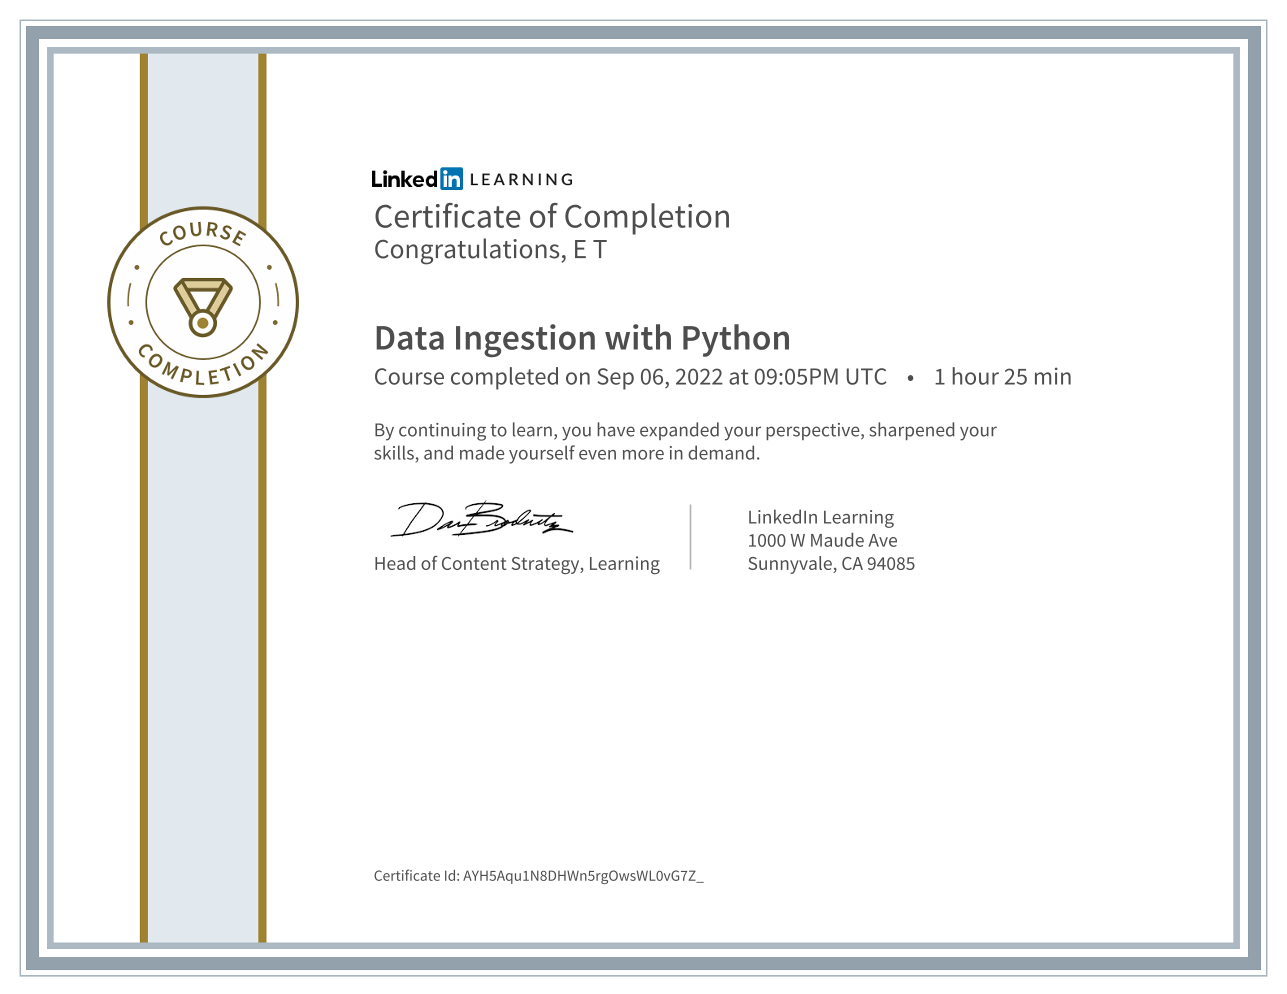 COURSE
COMPLETION
Linked in LEARNING
Certificate of Completion
Congratulations, E T
Data Ingestion with Python
Course completed on Sep 06, 2022 at 09:05PM UTC • 1 hour 25 min
By continuing to learn, you have expanded your perspective, sharpened your
skills, and made yourself even more in demand.
Head of Content Strategy, Learning
LinkedIn Learning
1000 W Maude Ave
Sunnyvale, CA 94085
Certificate Id: AYH5Aqu1N8DHWn5rgOwsWL0vG7Z_